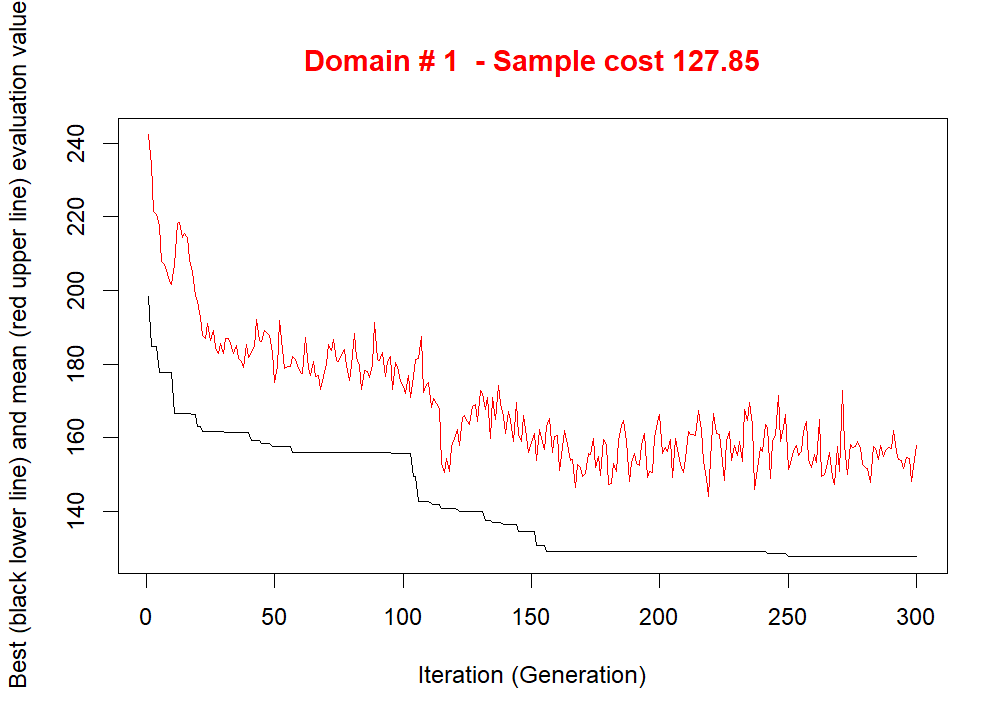 Domain # 1  - Sample cost 127.85
Best (black lower line) and mean (red upper line) evaluation value
240
220
200
180
160
140
0 50 100 150 200 250 300
Iteration (Generation)